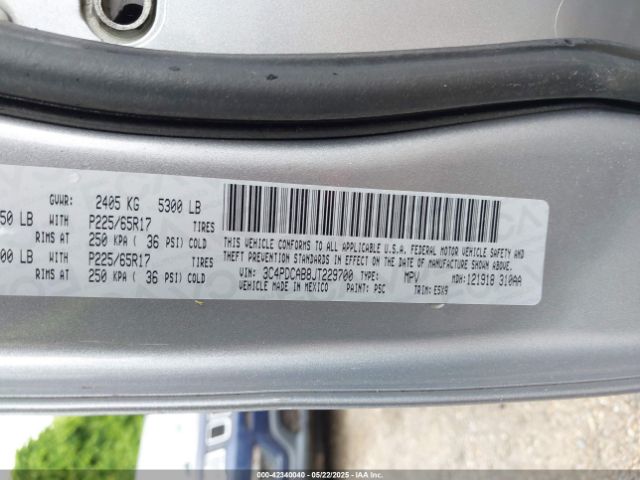 GVWR: 2405 KG 5300 LB
50 LB WITH P225/65R17 TIRES
RIMS AT 250 KPA ( 36 PSI) COLD
00 LB WITH P225/65R17 TIRES
RIMS AT 250 KPA ( 36 PSI) COLD
THIS VEHICLE CONFORMS TO ALL APPLICABLE U.S.A. FEDERAL MOTOR VEHICLE SAFETY AND
THEFT PREVENTION STANDARDS IN EFFECT ON THE DATE OF MANUFACTURE SHOWN ABOVE.
VIN: 3C4PDCAB8JT229700 TYPE: MPV MDH: 121918 310AA
VEHICLE MADE IN MEXICO PAINT: PSC TRIM: E5X9
000-42340040 - 05/22/2025 - IAA Inc.